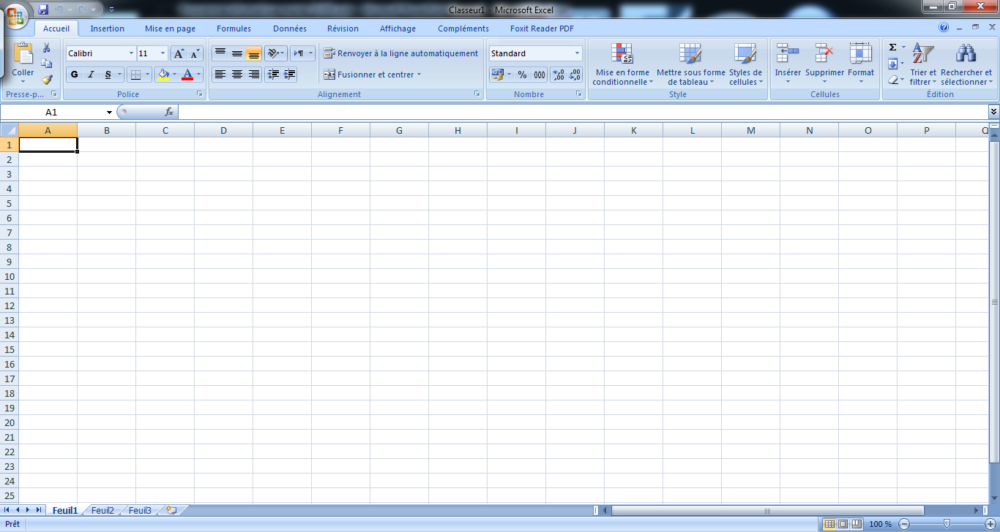 Classeur1 - Microsoft Excel
Accueil Insertion Mise en page Formules Données Révision Affichage Compléments Foxit Reader PDF
Coller
Presse-p...
Calibri 11
G I S
Police
Renvoyer à la ligne automatiquement
Fusionner et centrer
Alignement
Standard
% 000 ,00 ,00
Nombre
Mise en forme conditionnelle
Mettre sous forme de tableau
Styles de cellules
Style
Insérer Supprimer Format
Cellules
Σ
Trier et filtrer
Rechercher et sélectionner
Édition
A1 fx
A B C D E F G H I J K L M N O P Q
1
2
3
4
5
6
7
8
9
10
11
12
13
14
15
16
17
18
19
20
21
22
23
24
25
Feuil1 Feuil2 Feuil3
Prêt 100 %